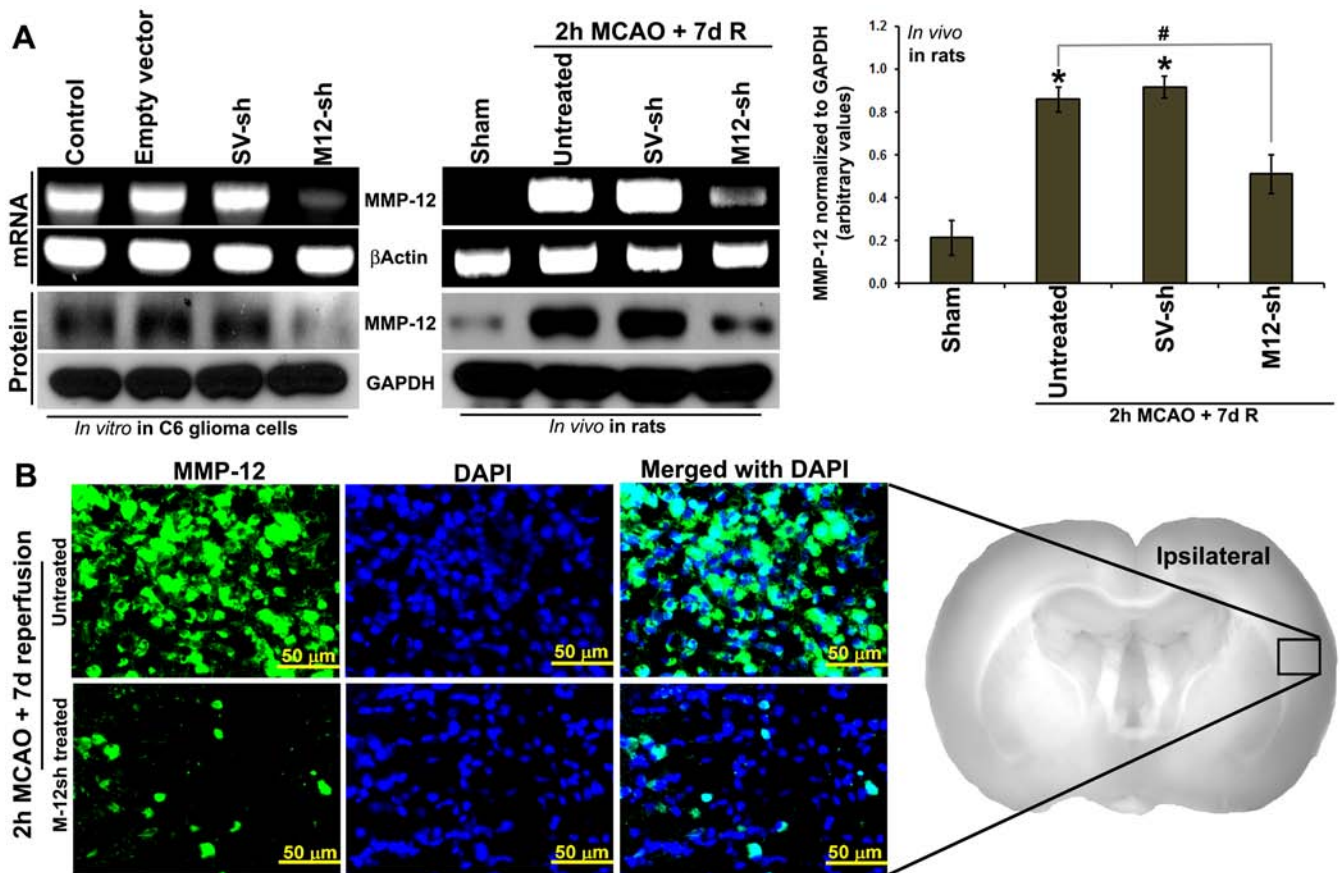 A
2h MCAO + 7d R
Control
Empty vector
SV-sh
M12-sh
Sham
Untreated
SV-sh
M12-sh
mRNA
MMP-12
βActin
Protein
MMP-12
GAPDH
In vitro in C6 glioma cells
In vivo in rats
In vivo
in rats
#
* *
MMP-12 normalized to GAPDH
(arbitrary values)
1.2
1.0
0.8
0.6
0.4
0.2
0.0
Sham
Untreated
SV-sh
M12-sh
2h MCAO + 7d R
B
MMP-12
DAPI
Merged with DAPI
2h MCAO + 7d reperfusion
Untreated
50 μm
50 μm
50 μm
M-12sh treated
50 μm
50 μm
50 μm
Ipsilateral